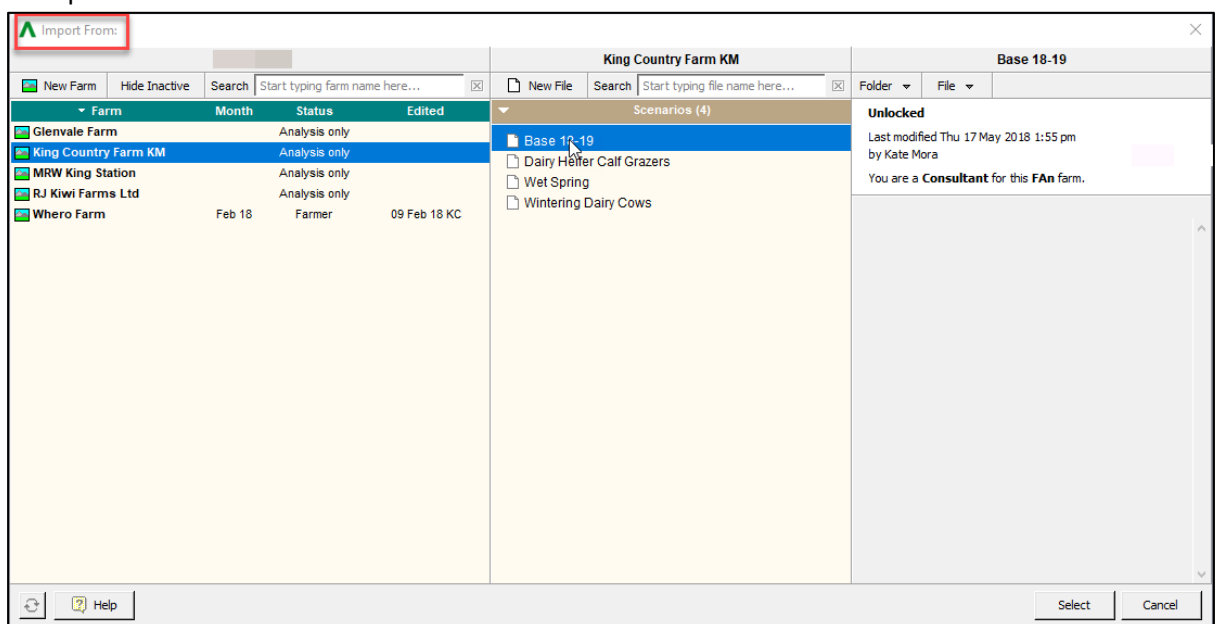 Import From:
King Country Farm KM
Base 18-19
New Farm Hide Inactive Search Start typing farm name here...
New File Search Start typing file name here...
Folder File
Farm Month Status Edited
Glenvale Farm Analysis only
King Country Farm KM Analysis only
MRW King Station Analysis only
RJ Kiwi Farms Ltd Analysis only
Whero Farm Feb 18 Farmer 09 Feb 18 KC
Scenarios (4)
Base 18-19
Dairy Heifer Calf Grazers
Wet Spring
Wintering Dairy Cows
Unlocked
Last modified Thu 17 May 2018 1:55 pm
by Kate Mora
You are a Consultant for this FAn farm.
Help
Select Cancel